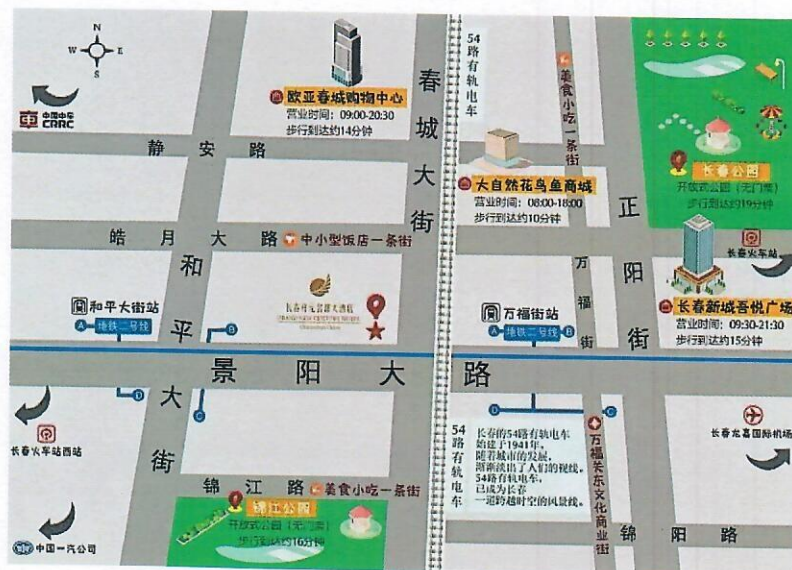 N
W E
S
中国中车
CRRC
欧亚春城购物中心
营业时间：09:00-20:30
步行到达约14分钟
静安路
春城大街
54路有轨电车
美食小吃一条街
长春公园
开放式公园（无门票）
步行到达约19分钟
大自然花鸟鱼商城
营业时间：08:00-18:00
步行到达约10分钟
正阳街
皓月大路
中小型饭店一条街
长春火车站
和平大街
万福街
长春新城吾悦广场
营业时间：09:30-21:30
步行到达约15分钟
和平大街站
A 地铁二号线 B
万福街站
A 地铁二号线 B
景阳大路
D
C
D
C
长春火车站西站
54路有轨电车
长春的54路有轨电车
始建于1941年，
随着城市的发展，
渐渐淡出了人们的视线。
54路有轨电车，
已成为长春
一道跨越时空的风景线。
万福关东文化商业街
长春龙嘉国际机场
锦江路
美食小吃一条街
锦江公园
开放式公园（无门票）
步行到达约16分钟
中国一汽公司
锦阳路